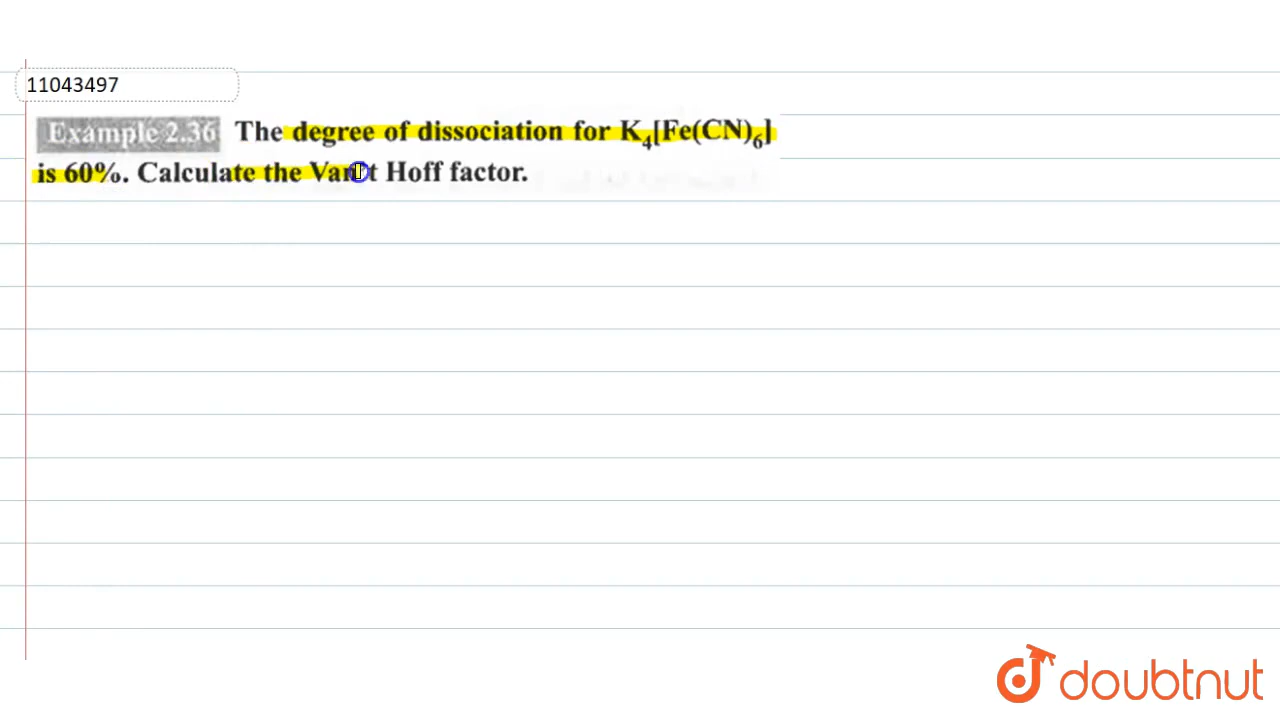 11043497
Example 2.36 The degree of dissociation for K₄[Fe(CN)₆]
is 60%. Calculate the Van't Hoff factor.
doubtnut